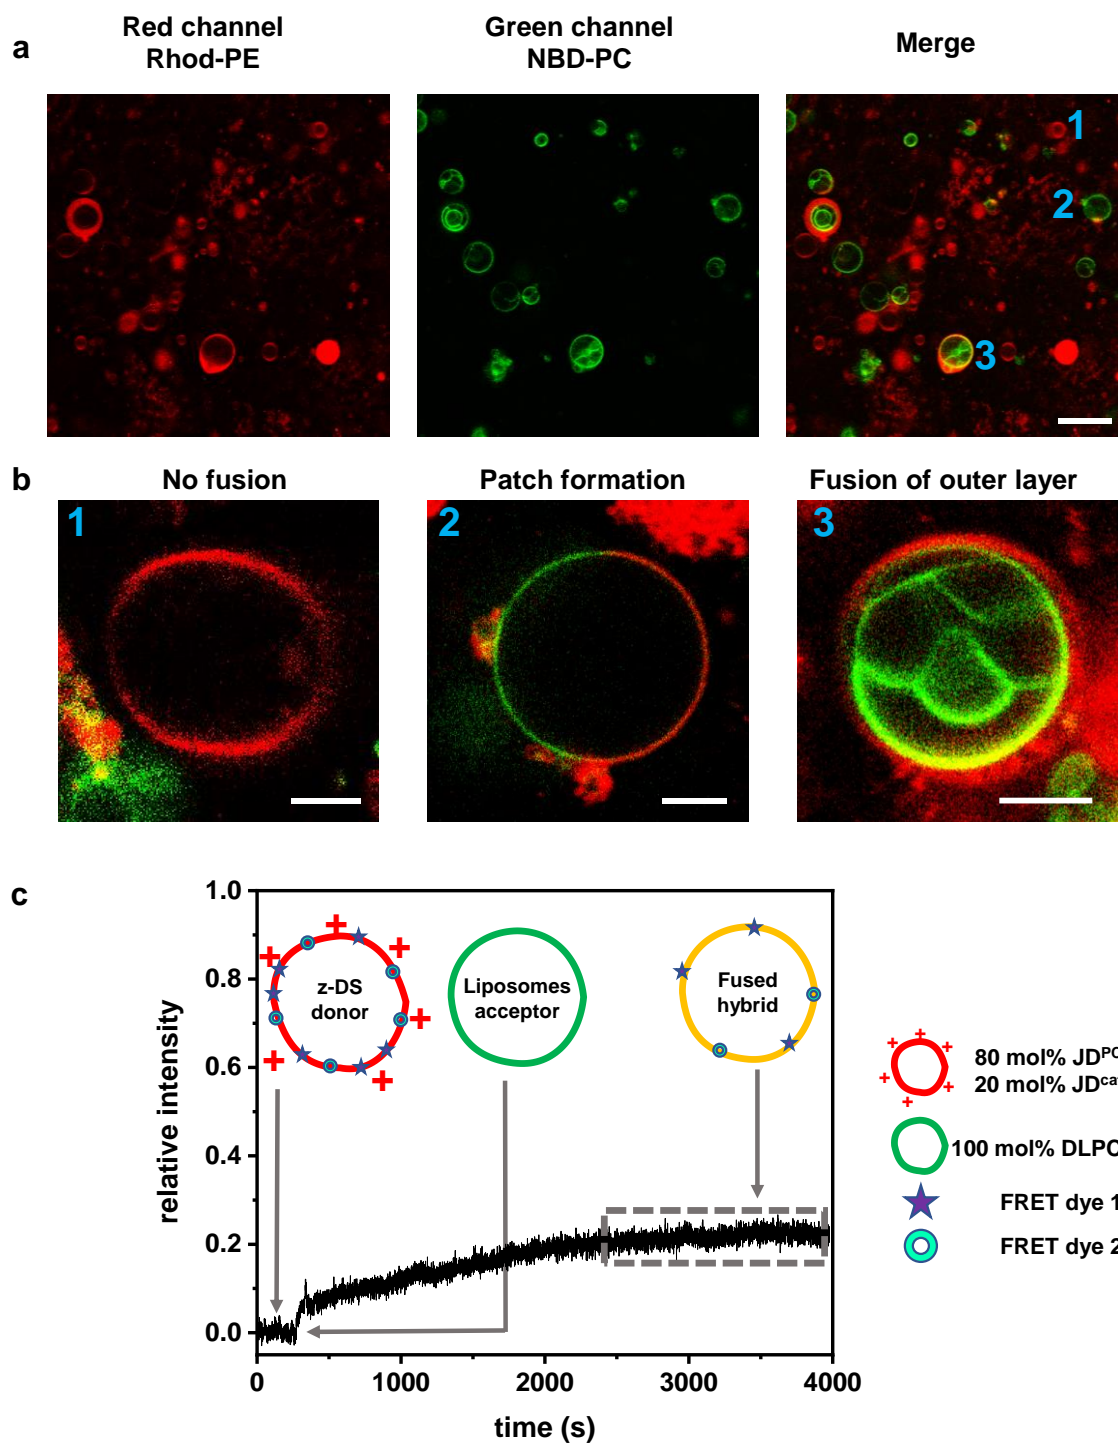 a
Red channel
Rhod-PE
Green channel
NBD-PC
Merge
1
2
3
b
No fusion
Patch formation
Fusion of outer layer
1
2
3
c
relative intensity
1.0
0.8
0.6
0.4
0.2
0.0
0
1000
2000
3000
4000
time (s)
z-DS
donor
Liposomes
acceptor
Fused
hybrid
80 mol% JD
20 mol% JD
100 mol% DLPC
FRET dye 1
FRET dye 2